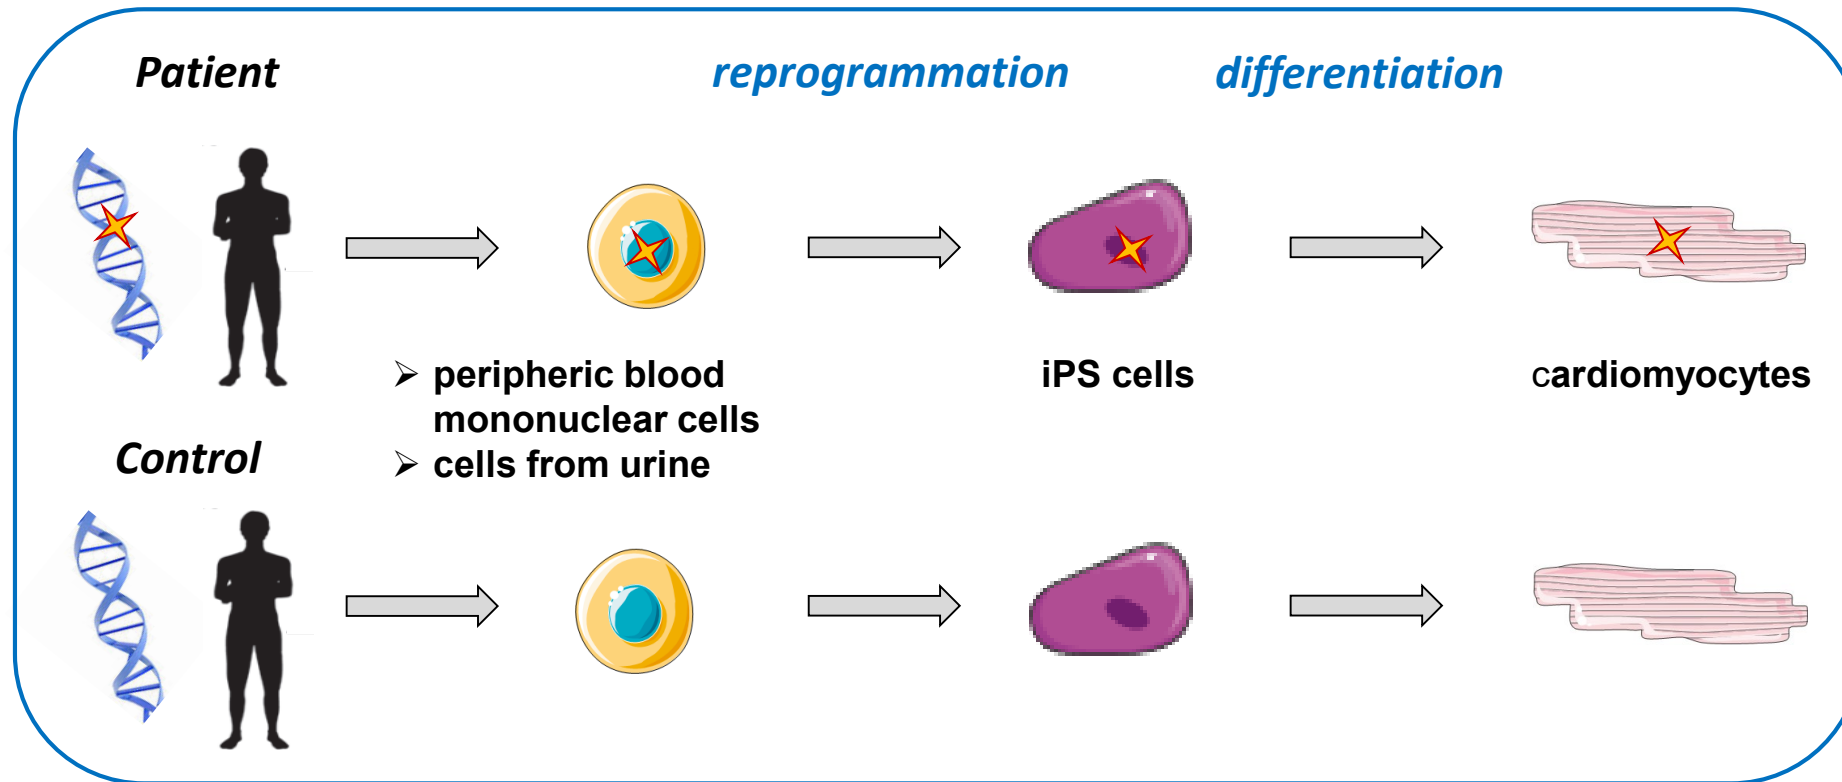 Patient
reprogrammation
differentiation
➢ peripheric blood
mononuclear cells
➢ cells from urine
iPS cells
cardiomyocytes
Control